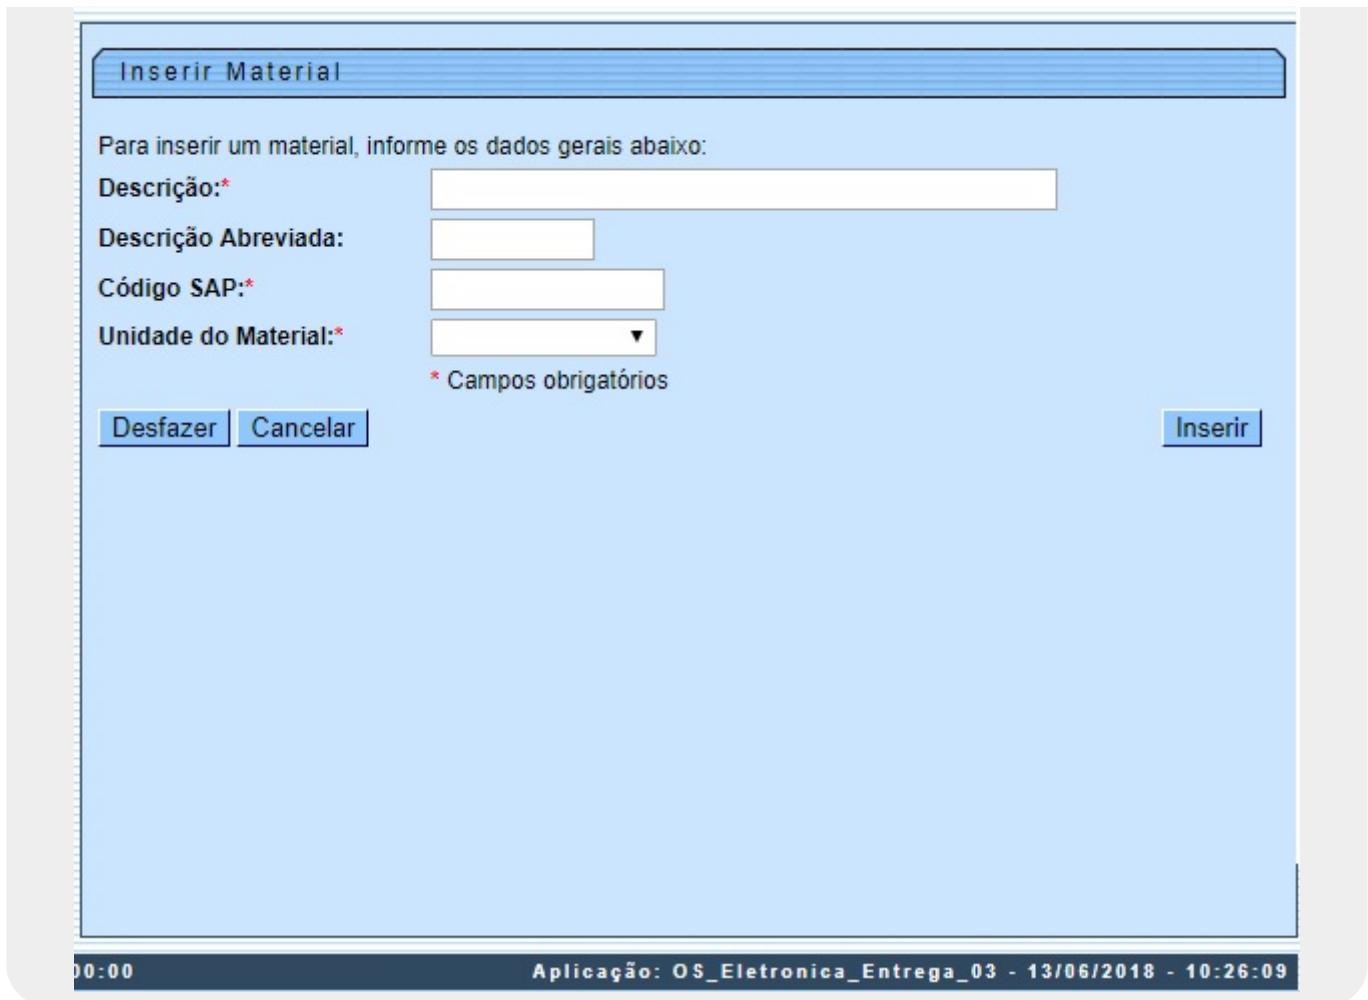 Inserir Material
Para inserir um material, informe os dados gerais abaixo:
Descrição:*
Descrição Abreviada:
Código SAP:*
Unidade do Material:*
* Campos obrigatórios
Desfazer Cancelar Inserir
00:00 Aplicação: OS_Eletronica_Entrega_03 - 13/06/2018 - 10:26:09